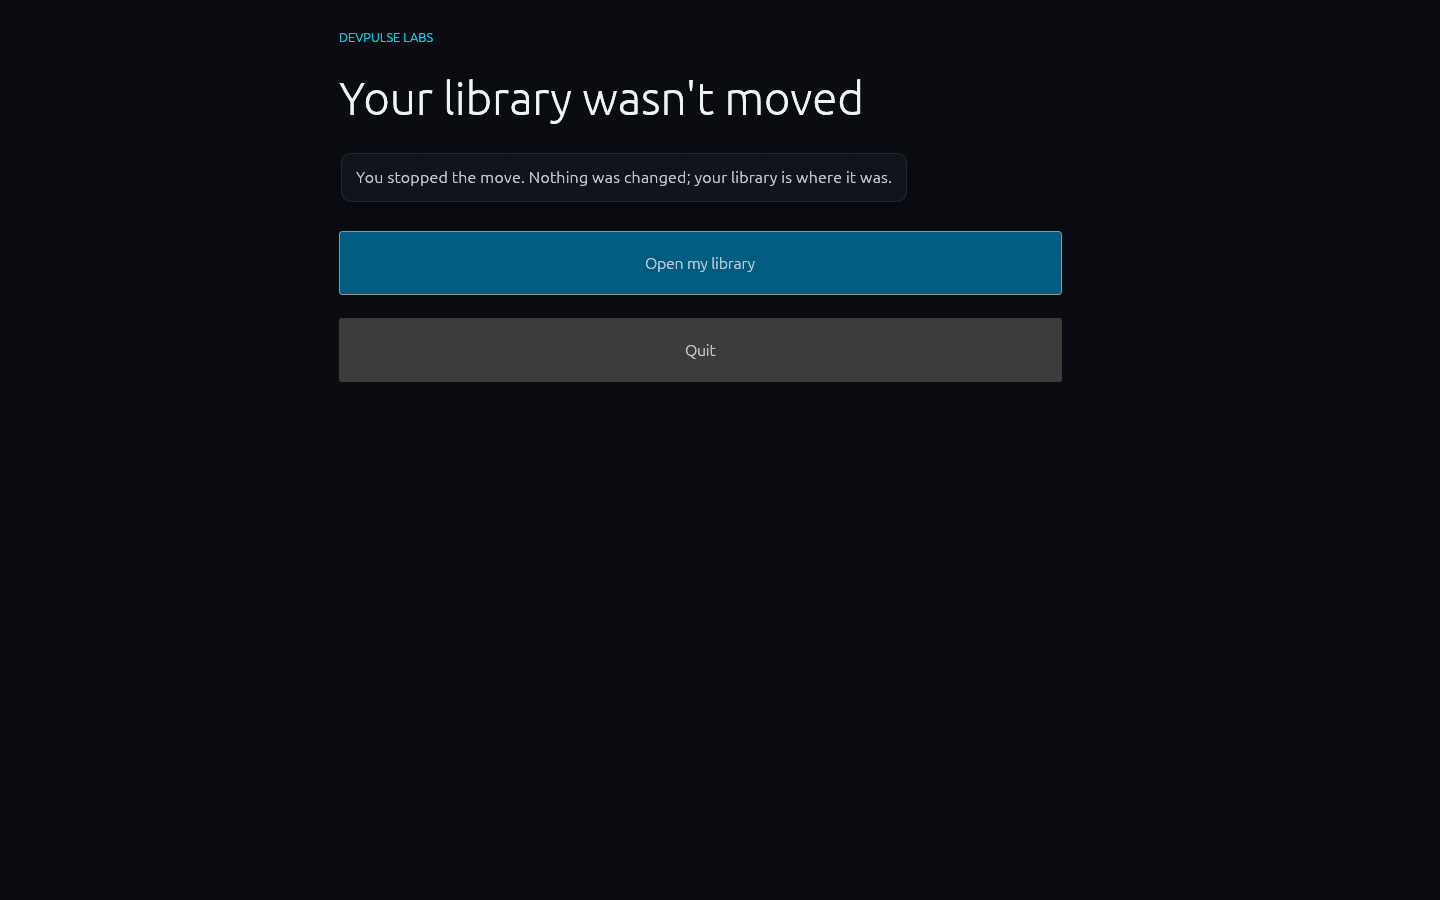 DEVPULSE LABS
Your library wasn't moved
You stopped the move. Nothing was changed; your library is where it was.
Open my library
Quit